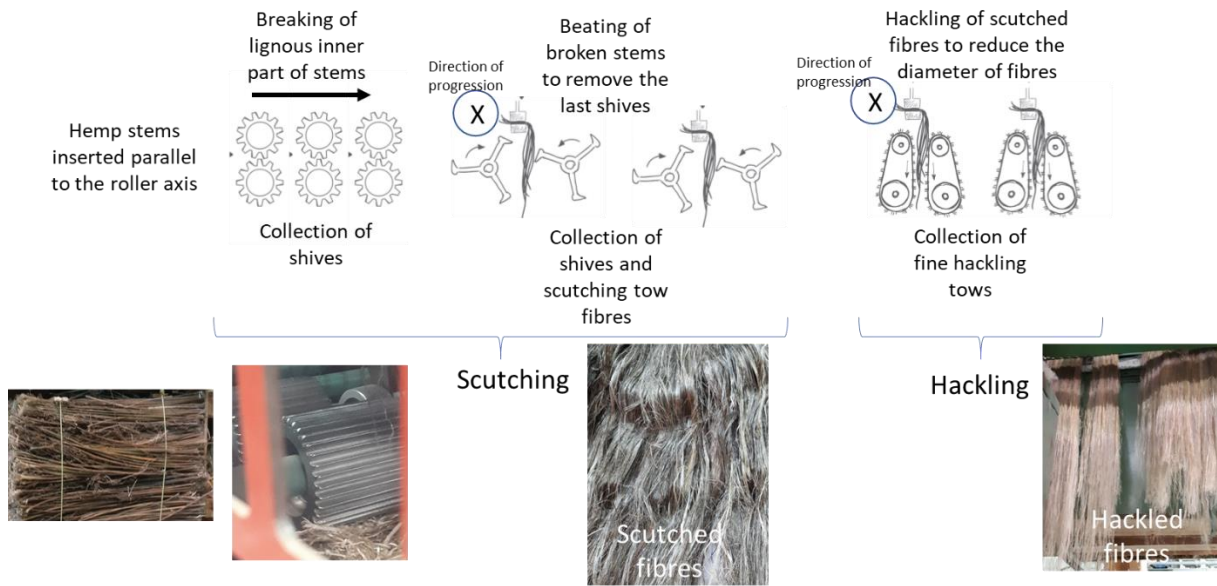 Breaking of
lignous inner
part of stems
Hemp stems
inserted parallel
to the roller axis
Collection of
shives
Direction of
progression
X
Beating of
broken stems
to remove the
last shives
Collection of
shives and
scutching tow
fibres
Direction of
progression
X
Hackling of scutched
fibres to reduce the
diameter of fibres
Collection of
fine hackling
tows
Scutching
Hackling
Scutched
fibres
Hackled
fibres